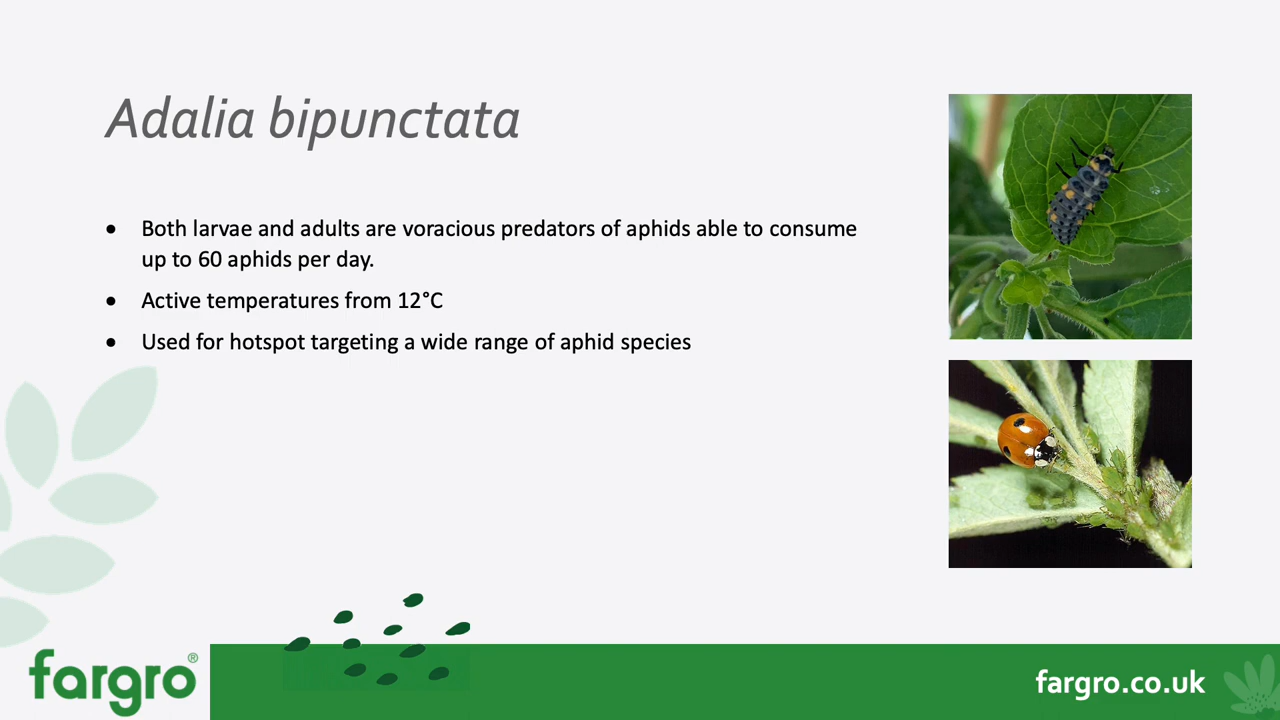 Adalia bipunctata
• Both larvae and adults are voracious predators of aphids able to consume
up to 60 aphids per day.
• Active temperatures from 12°C
• Used for hotspot targeting a wide range of aphid species
fargro®
fargro.co.uk